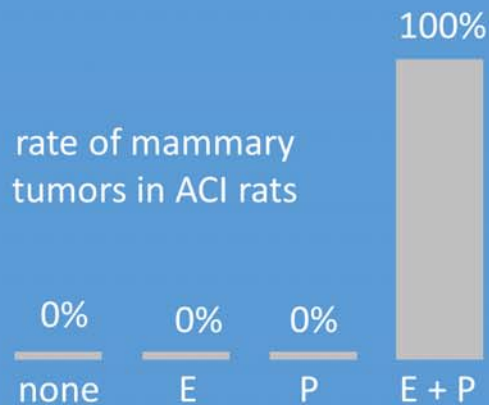 100%
rate of mammary
tumors in ACI rats
0% 0% 0%
none E P E + P